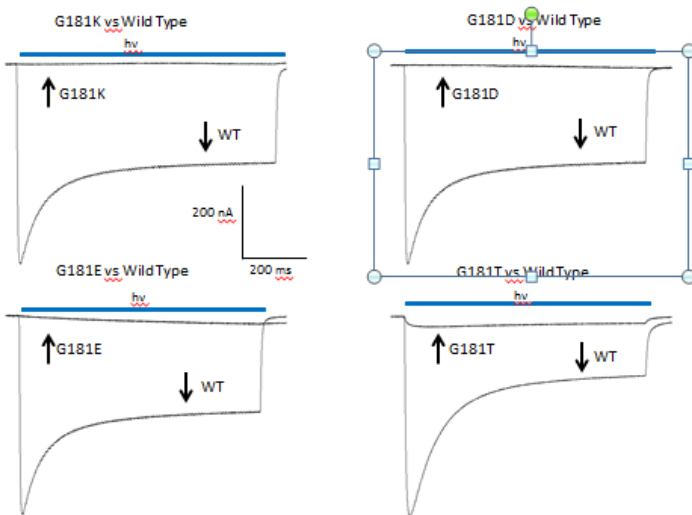 G181K vs Wild Type
hv
G181K
WT
200 nA
200 ms
G181D vs Wild Type
hv
G181D
WT
G181E vs Wild Type
hv
G181E
WT
G181T vs Wild Type
hv
G181T
WT